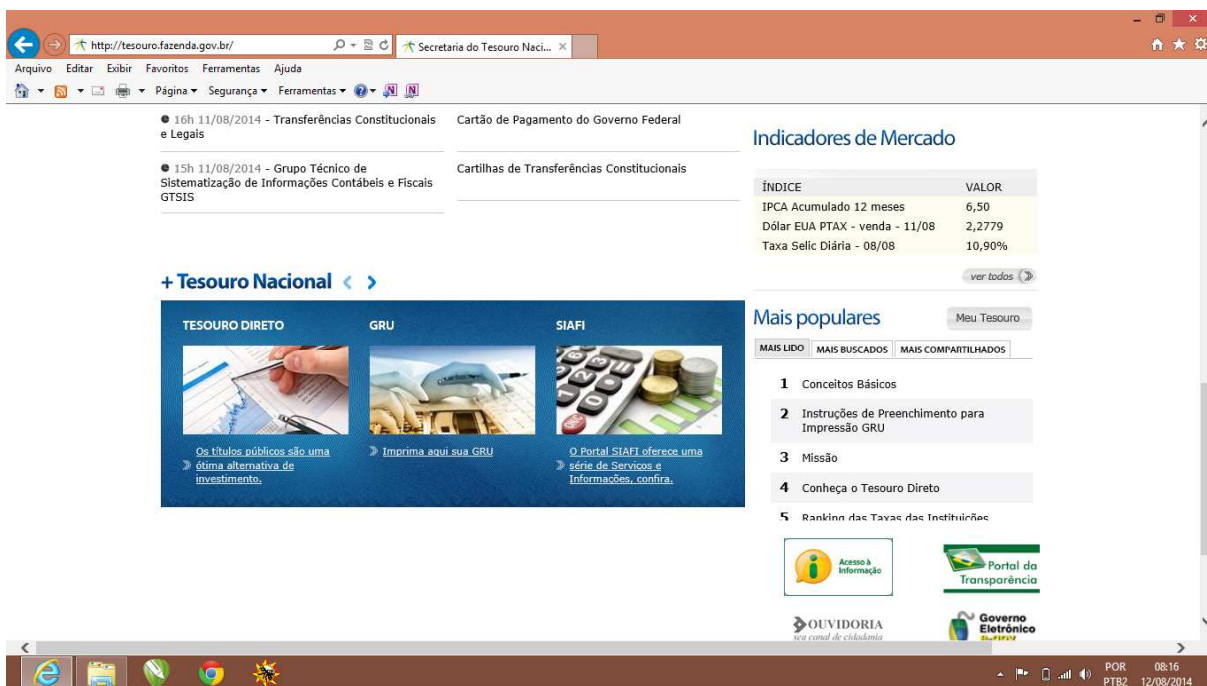 http://tesouro.fazenda.gov.br/
Secretaria do Tesouro Naci...
Arquivo Editar Exibir Favoritos Ferramentas Ajuda
Página Segurança Ferramentas
16h 11/08/2014 - Transferências Constitucionais
e Legais
15h 11/08/2014 - Grupo Técnico de
Sistematização de Informações Contábeis e Fiscais
GTSIS
Cartão de Pagamento do Governo Federal
Cartilhas de Transferências Constitucionais
Indicadores de Mercado
ÍNDICE VALOR
IPCA Acumulado 12 meses 6,50
Dólar EUA PTAX - venda - 11/08 2,2779
Taxa Selic Diária - 08/08 10,90%
ver todos
+ Tesouro Nacional < >
TESOURO DIRETO
Os títulos públicos são uma
ótima alternativa de
investimento.
GRU
Imprima aqui sua GRU
SIAFI
O Portal SIAFI oferece uma
série de Serviços e
Informações, confira.
Mais populares
Meu Tesouro
MAIS LIDO MAIS BUSCADOS MAIS COMPARTILHADOS
1 Conceitos Básicos
2 Instruções de Preenchimento para
Impressão GRU
3 Missão
4 Conheça o Tesouro Direto
5 Ranking das Taxas das Instituições
Acesso à
Informação
Portal da
Transparência
OUVIDORIA
seu canal de cidadania
Governo
Eletrônico
POR 08:16
PTB2 12/08/2014